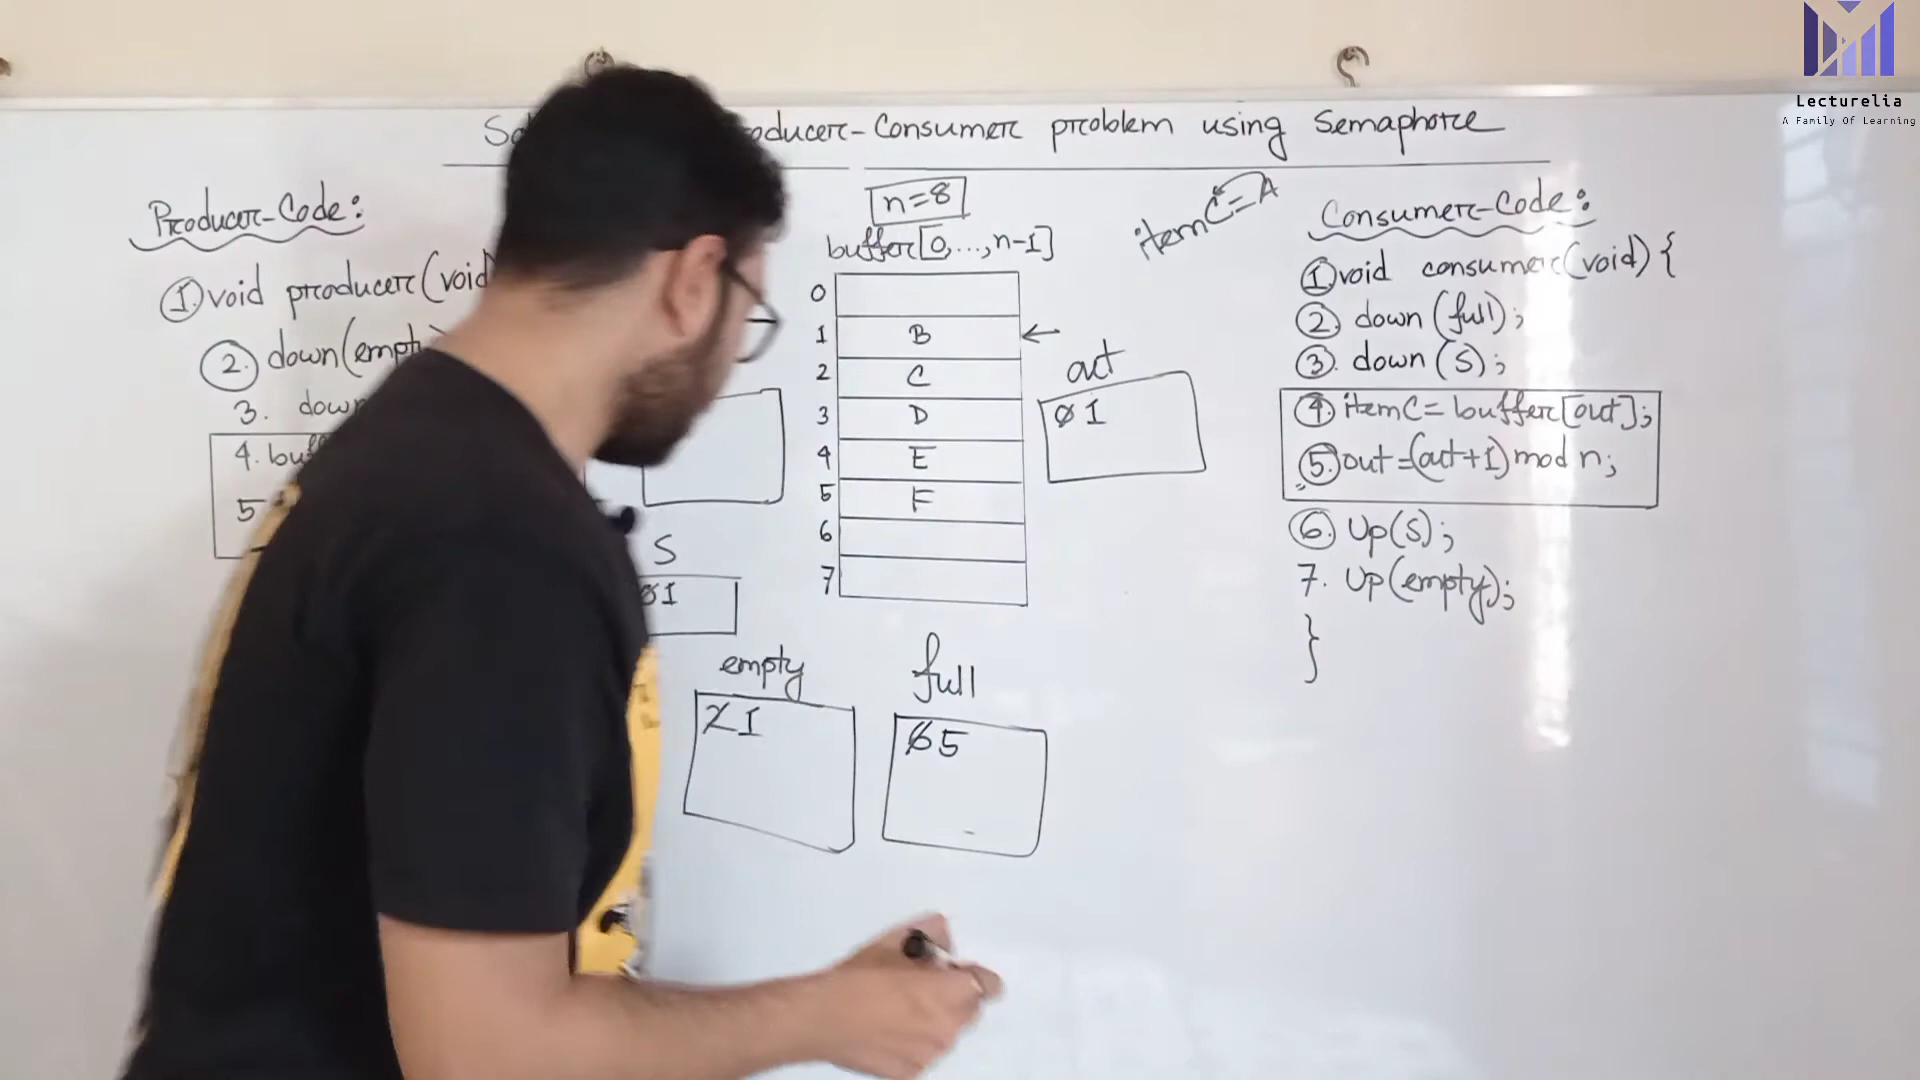 Lecturelia
A Family Of Learning
Producer-Consumer problem using Semaphore
Producer-Code:
1. void producer(void)
2. down(empty)
3. down
4. buff
5
n=8
buffer[0,...,n-1]
0
1 B
2 C
3 D
4 E
5 F
6
7
itemC=A
out
0 1
S
0 1
empty
2 1
full
6 5
Consumer-Code:
1. void consumer(void) {
2. down (full);
3. down (S);
4. itemC= buffer[out];
5. out =(out+1) mod n;
6. Up(S);
7. Up(empty);
}